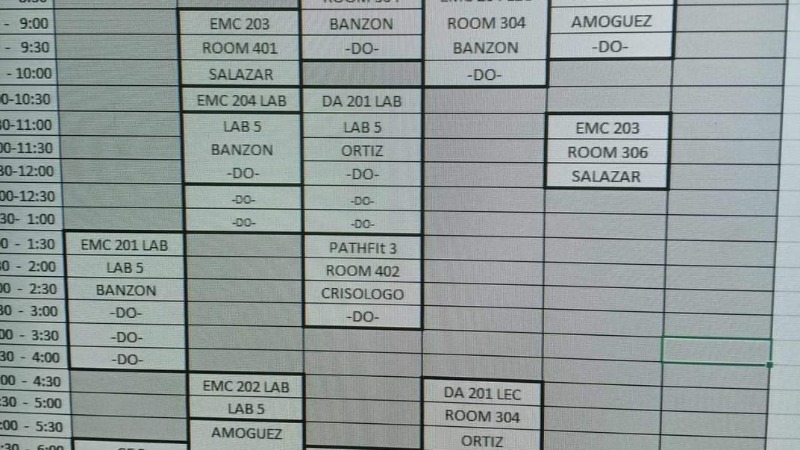 - 9:00 EMC 203 BANZON ROOM 304 AMOGUEZ
- 9:30 ROOM 401 -DO- BANZON -DO-
- 10:00 SALAZAR -DO-
0-10:30 EMC 204 LAB DA 201 LAB
30-11:00 LAB 5 LAB 5 EMC 203
00-11:30 BANZON ORTIZ ROOM 306
30-12:00 -DO- -DO- SALAZAR
00-12:30 -DO- -DO-
30- 1:00 -DO- -DO-
0 - 1:30 EMC 201 LAB PATHFIt 3
0 - 2:00 LAB 5 ROOM 402
0 - 2:30 BANZON CRISOLOGO
0 - 3:00 -DO- -DO-
00 - 3:30 -DO-
30 - 4:00 -DO-
00 - 4:30 EMC 202 LAB DA 201 LEC
30 - 5:00 LAB 5 ROOM 304
00 - 5:30 AMOGUEZ ORTIZ